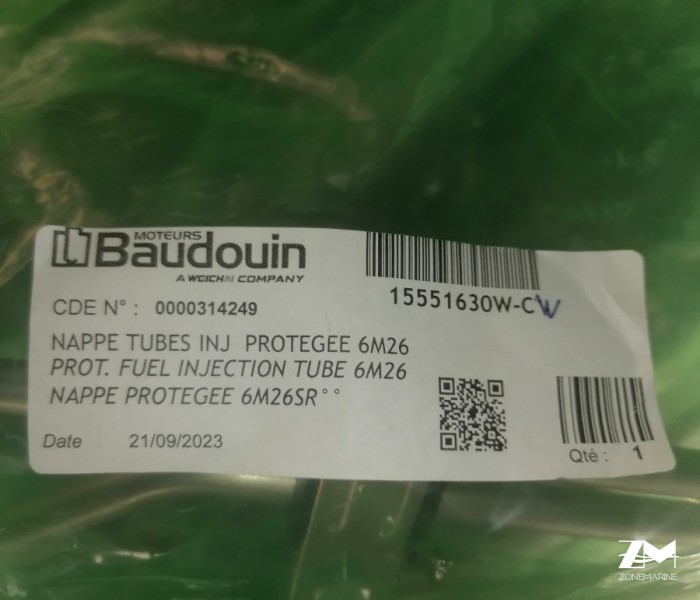 MOTEURS
Baudouin
A WEICHAI COMPANY
15551630W-CW
CDE N° : 0000314249
NAPPE TUBES INJ PROTEGEE 6M26
PROT. FUEL INJECTION TUBE 6M26
NAPPE PROTEGEE 6M26SR°°
Date 21/09/2023
Qté : 1
ZM
ZONEMARINE